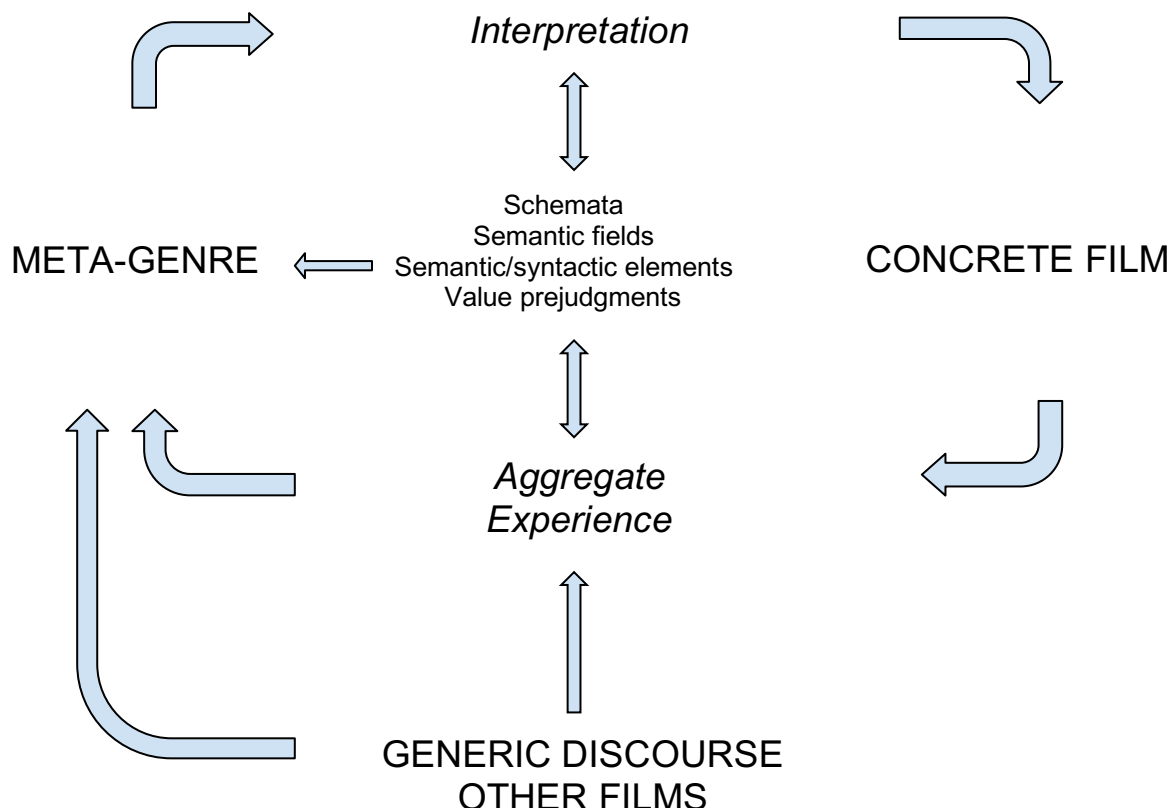 Interpretation
Schemata
Semantic fields
META-GENRE
Semantic/syntactic elements
CONCRETE FILM
Value prejudgments
Aggregate
Experience
GENERIC DISCOURSE
OTHER FILMS